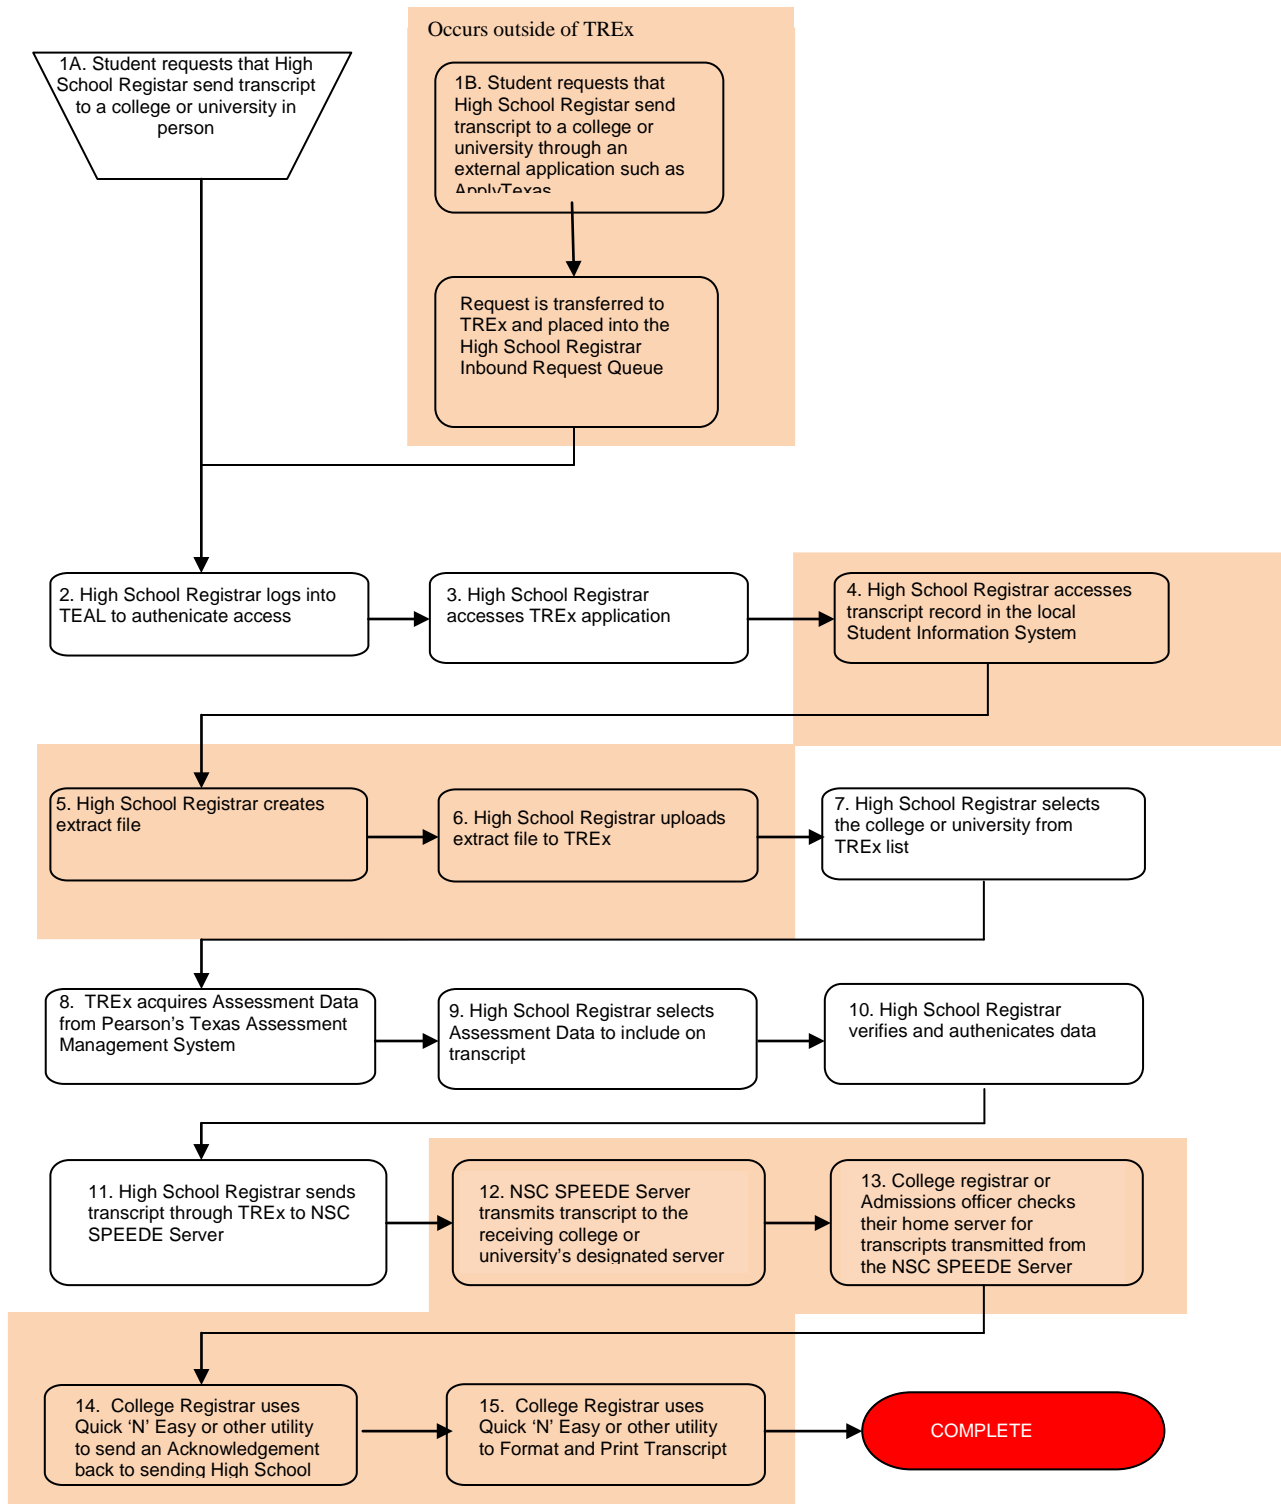 Occurs outside of TREx
1A. Student requests that High
School Registar send transcript
to a college or university in
person
1B. Student requests that
High School Registar send
transcript to a college or
university through an
external application such as
ApplyTexas
Request is transferred to
TREx and placed into the
High School Registrar
Inbound Request Queue
2. High School Registrar logs into
TEAL to authenicate access
3. High School Registrar
accesses TREx application
4. High School Registrar accesses
transcript record in the local
Student Information System
5. High School Registrar creates
extract file
6. High School Registrar uploads
extract file to TREx
7. High School Registrar selects
the college or university from
TREx list
8.  TREx acquires Assessment Data
from Pearson's Texas Assessment
Management System
9. High School Registrar selects
Assessment Data to include on
transcript
10. High School Registrar
verifies and authenicates data
11. High School Registrar sends
transcript through TREx to NSC
SPEEDE Server
12. NSC SPEEDE Server
transmits transcript to the
receiving college or
university's designated server
13. College registrar or
Admissions officer checks
their home server for
transcripts transmitted from
the NSC SPEEDE Server
14.  College Registrar uses
Quick 'N' Easy or other utility
to send an Acknowledgement
back to sending High School
15.  College Registrar uses
Quick 'N' Easy or other utility
to Format and Print Transcript
COMPLETE